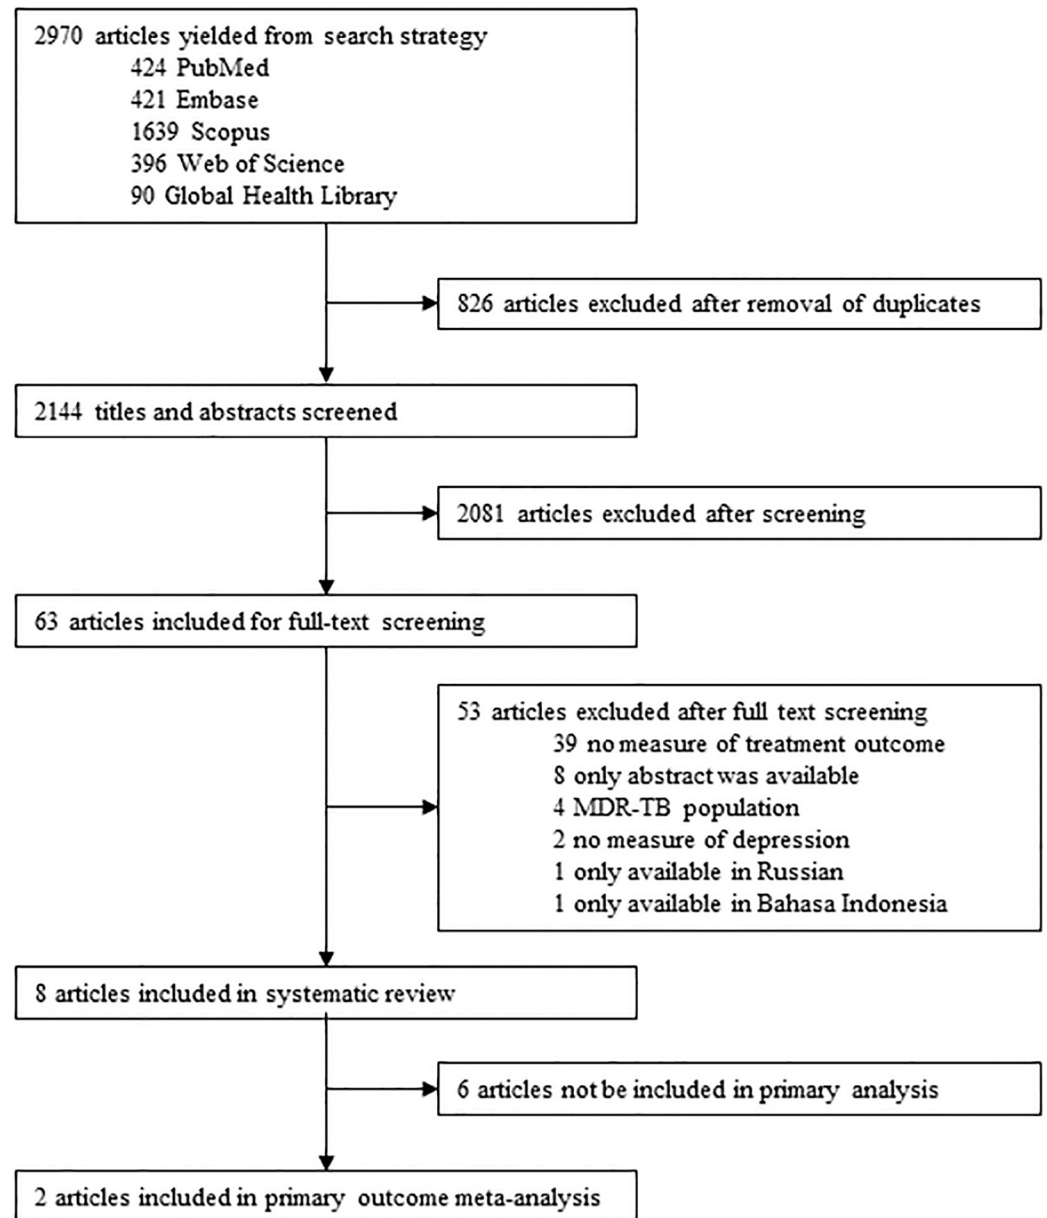 2970 articles yielded from search strategy
424 PubMed
421 Embase
1639 Scopus
396 Web of Science
90 Global Health Library
826 articles excluded after removal of duplicates
2144 titles and abstracts screened
2081 articles excluded after screening
63 articles included for full-text screening
53 articles excluded after full text screening
39 no measure of treatment outcome
8 only abstract was available
4 MDR-TB population
2 no measure of depression
1 only available in Russian
1 only available in Bahasa Indonesia
8 articles included in systematic review
6 articles not be included in primary analysis
2 articles included in primary outcome meta-analysis